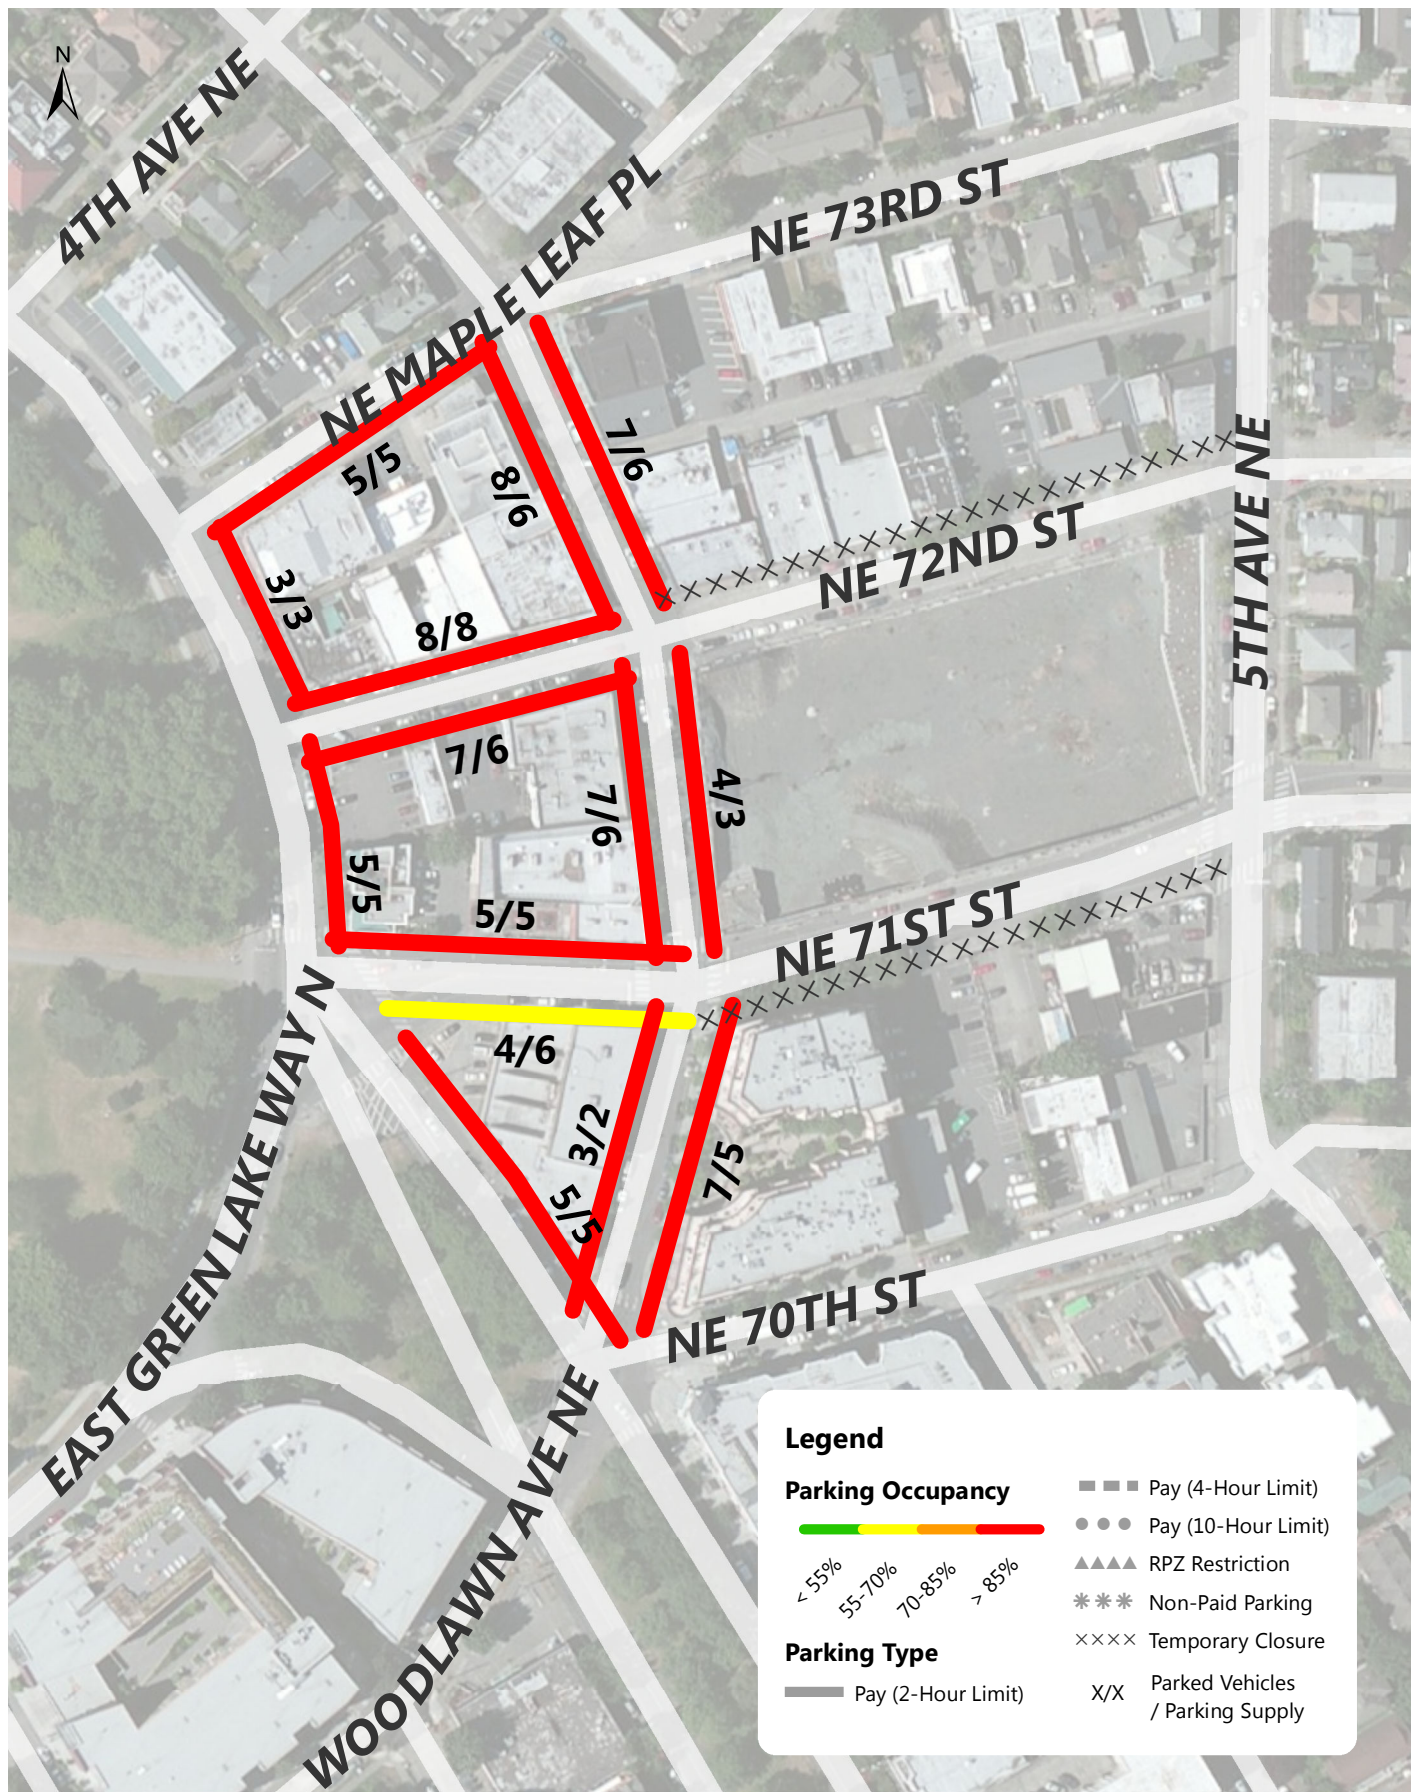 N
4TH AVE NE
NE MAPLE LEAF PL
NE 73RD ST
5/5
8/6
7/6
3/3
8/8
NE 72ND ST
5TH AVE NE
7/6
7/6
4/3
5/5
5/5
NE 71ST ST
4/6
3/2
5/5
7/5
EAST GREEN LAKE WAY N
NE 70TH ST
WOODLAWN AVE NE
Legend
Parking Occupancy
< 55%
55-70%
70-85%
> 85%
Parking Type
Pay (2-Hour Limit)
Pay (4-Hour Limit)
Pay (10-Hour Limit)
RPZ Restriction
Non-Paid Parking
Temporary Closure
X/X Parked Vehicles
/ Parking Supply